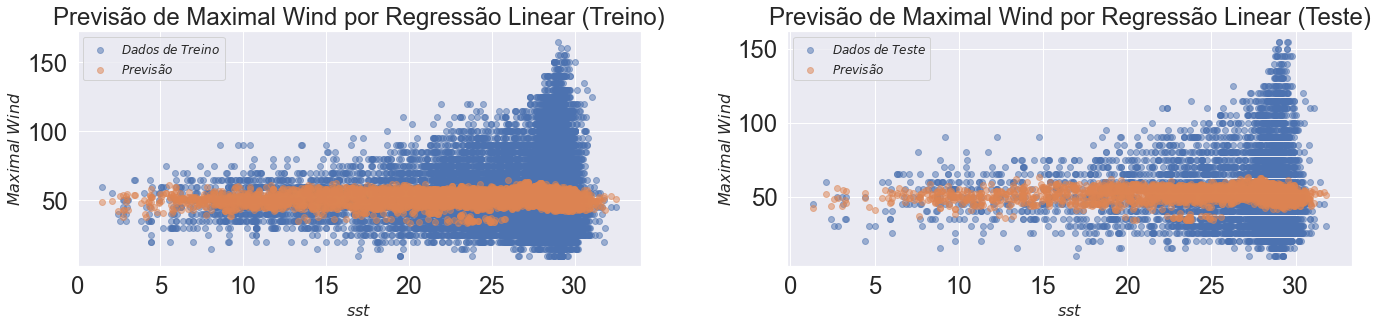 Previsão de Maximal Wind por Regressão Linear (Treino)
Dados de Treino
Previsão
150
100
50
Maximal Wind
0 5 10 15 20 25 30
sst
Previsão de Maximal Wind por Regressão Linear (Teste)
Dados de Teste
Previsão
150
100
50
Maximal Wind
0 5 10 15 20 25 30
sst